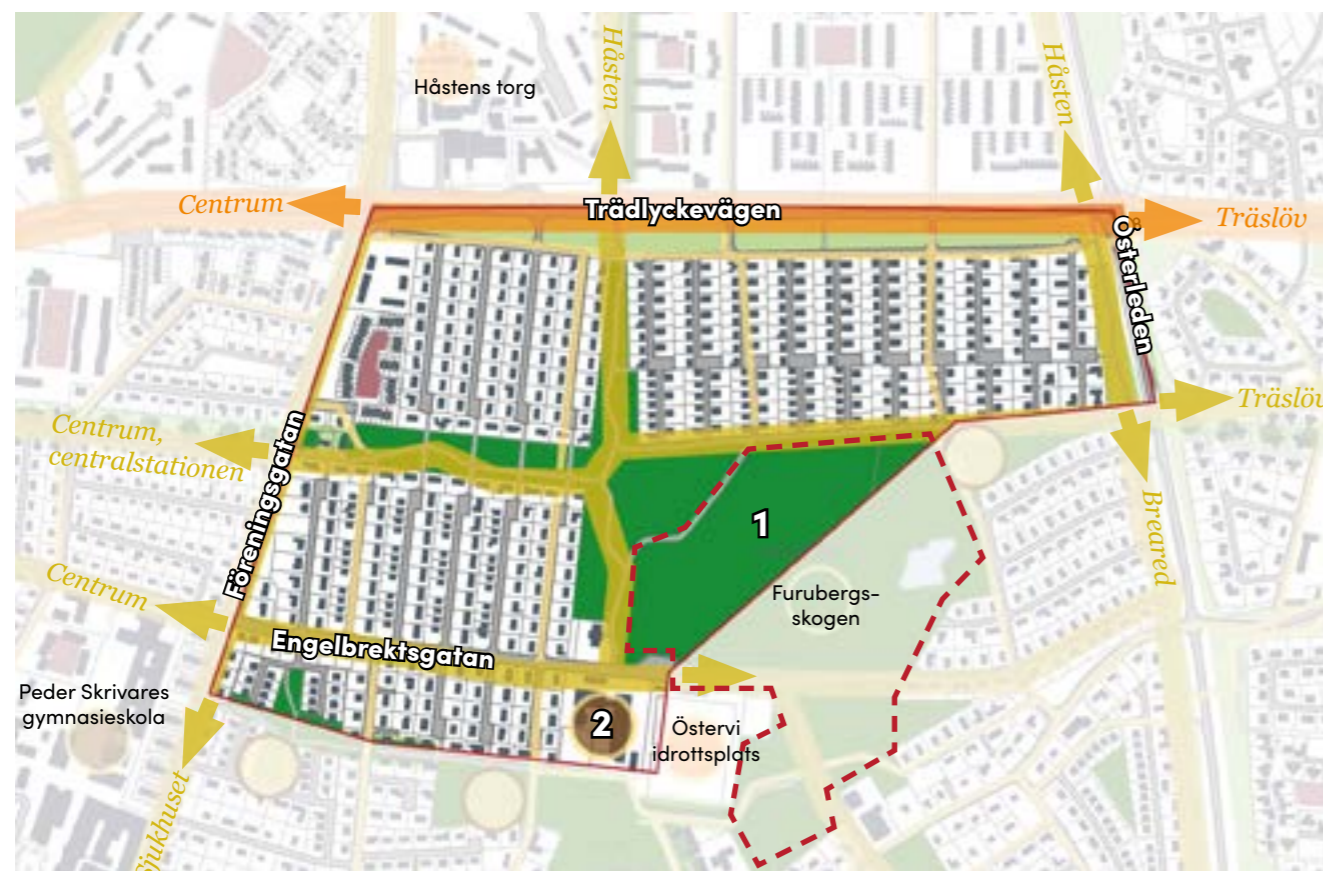 Håsten
Håsten
Håstens torg
Centrum
Trädlyckevägen
Träslöv
Österleden
Träslöv
Centrum,
centralstationen
Föreningsgatan
1
Breared
Furubergs-
skogen
Centrum
Engelbrektsgatan
Peder Skrivares
gymnasieskola
2
Östervi
idrottsplats
Sjukhuset